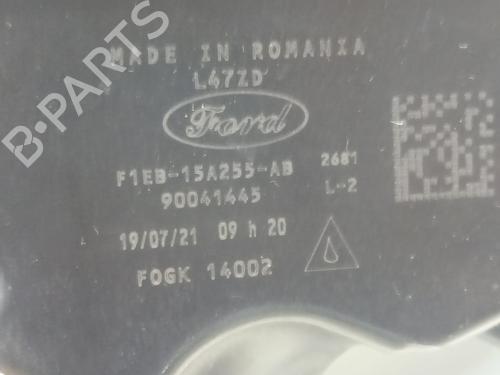 MADE IN ROMANIA
L47ZD
Ford
F1EB-15A255-AB 2681
90041445 L-2
19/07/21 09 h 20
FOGK 14002
B-PARTS